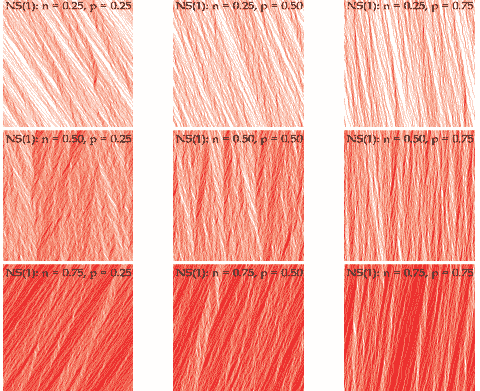 NS(1): n = 0.25, p = 0.25
NS(1): n = 0.25, p = 0.50
NS(1): n = 0.25, p = 0.75
NS(1): n = 0.50, p = 0.25
NS(1): n = 0.50, p = 0.50
NS(1): n = 0.50, p = 0.75
NS(1): n = 0.75, p = 0.25
NS(1): n = 0.75, p = 0.50
NS(1): n = 0.75, p = 0.75